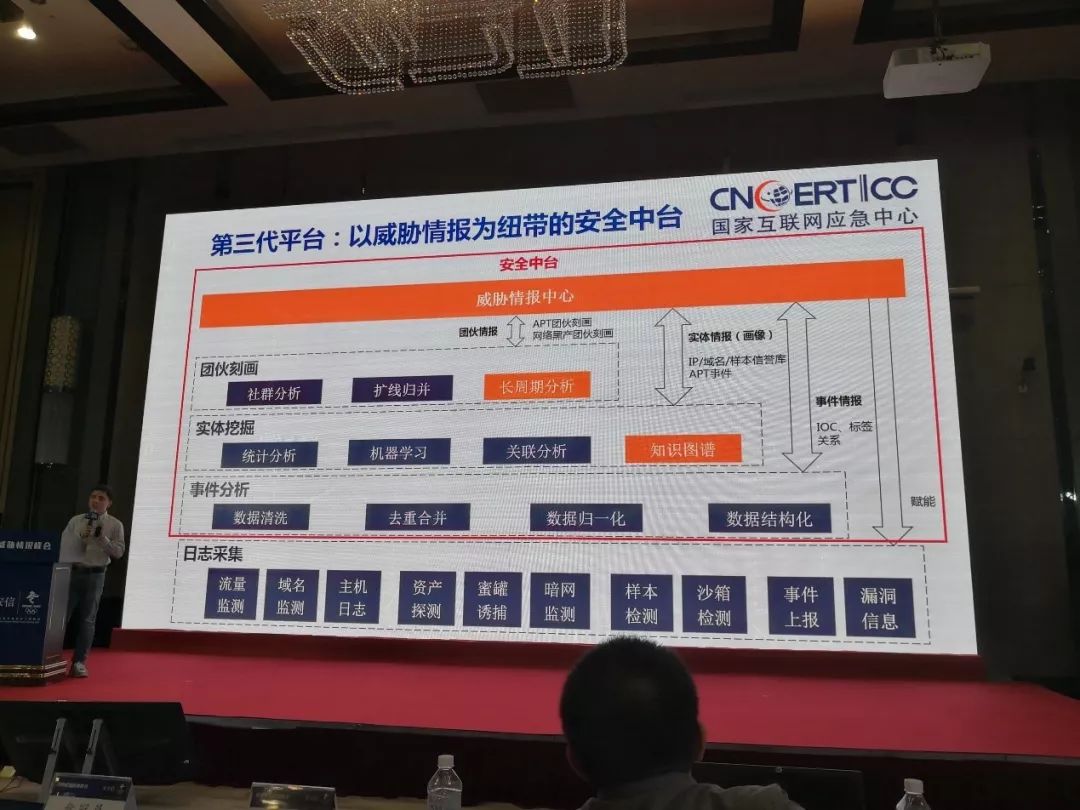 CNCERT||CC
国家互联网应急中心
第三代平台：以威胁情报为纽带的安全中台
安全中台
威胁情报中心
团伙情报
APT团伙刻画
网络黑产团伙刻画
实体情报（画像）
IP/域名/样本信誉库
APT事件
事件情报
IOC、标签
关系
赋能
团伙刻画
社群分析
扩线归并
长周期分析
实体挖掘
统计分析
机器学习
关联分析
知识图谱
事件分析
数据清洗
去重合并
数据归一化
数据结构化
日志采集
流量
监测
域名
监测
主机
日志
资产
探测
蜜罐
诱捕
暗网
监测
样本
检测
沙箱
检测
事件
上报
漏洞
信息
威胁情报峰会
安信